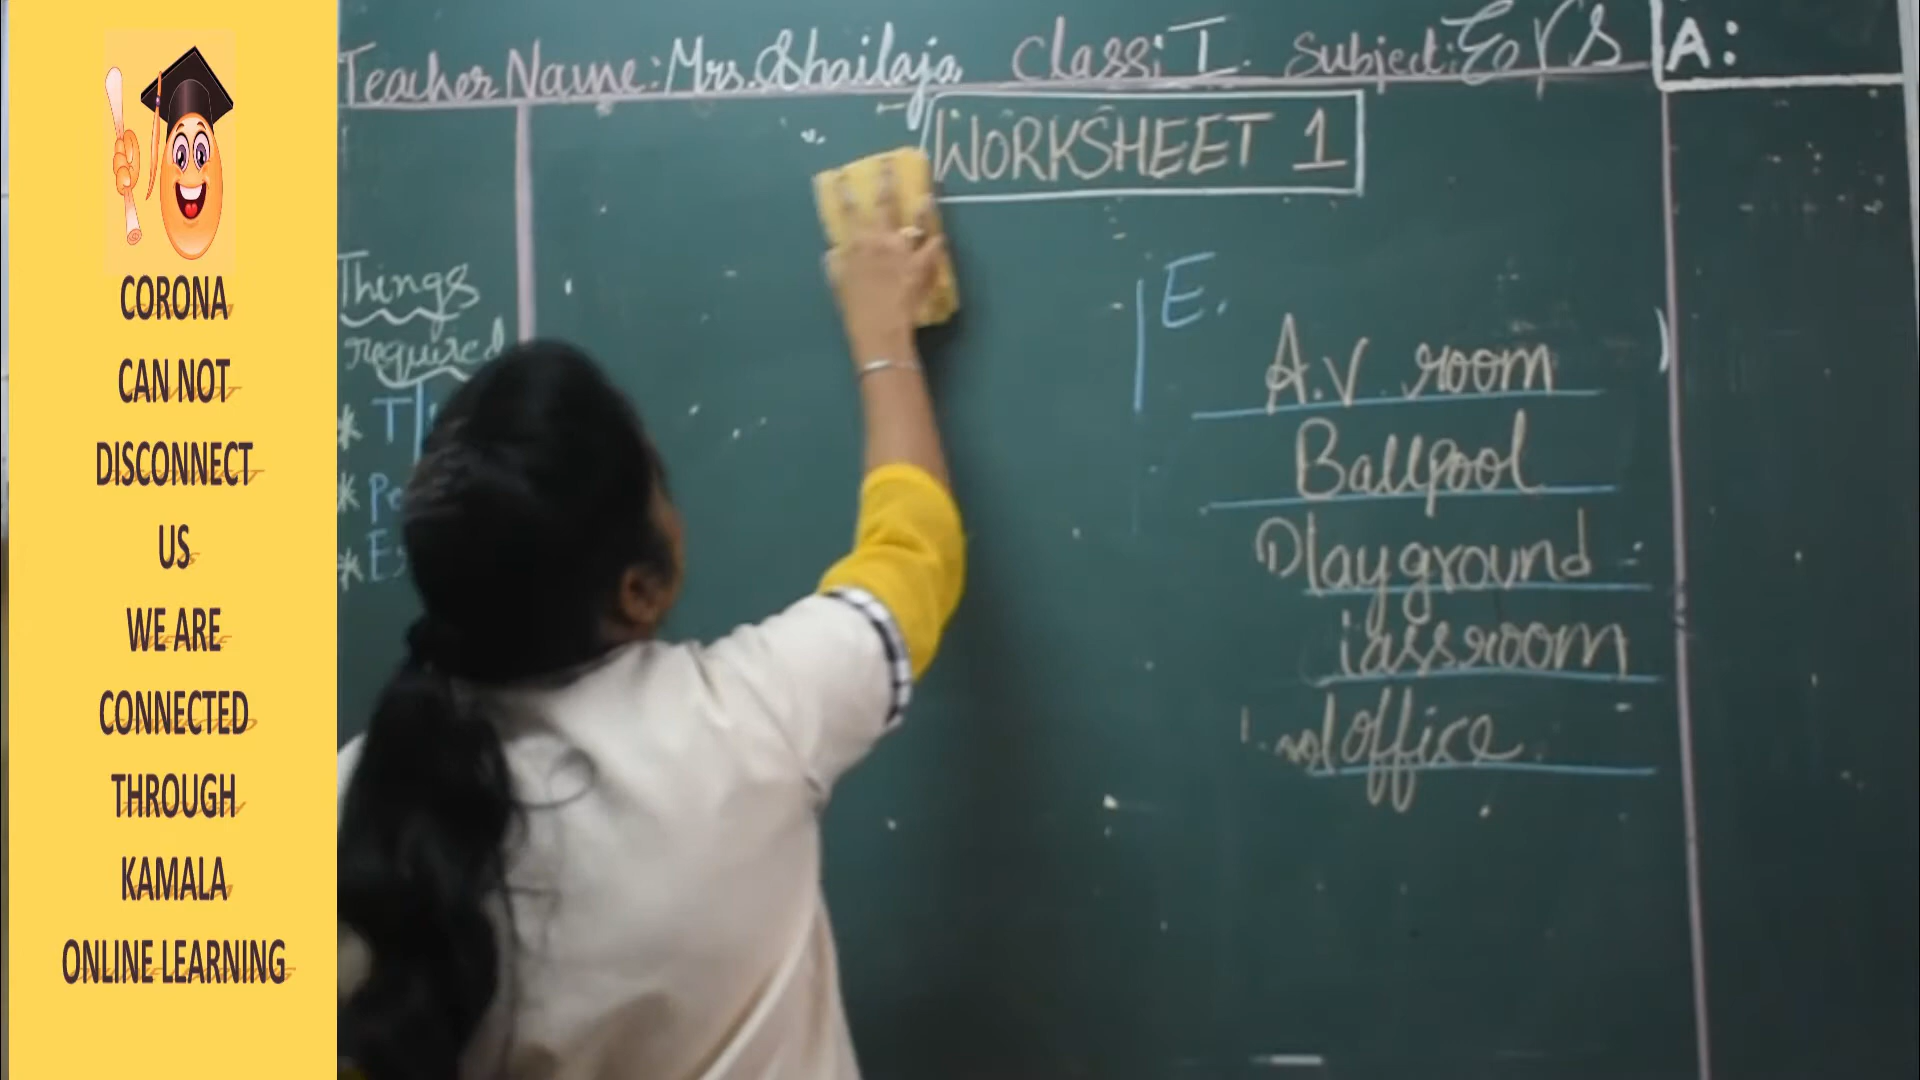 CORONA
CAN NOT
DISCONNECT
US
WE ARE
CONNECTED
THROUGH
KAMALA
ONLINE LEARNING
Teacher Name: Mrs. Shailaja Class: I. Subject: EVS
A:
WORKSHEET 1
Things
required
* T
*
*
E.
A.V room
Ballpool
Playground
lassroom
office